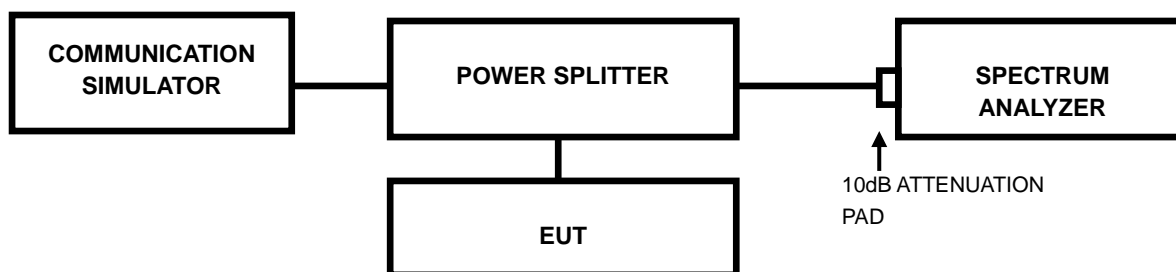 COMMUNICATION
SIMULATOR
POWER SPLITTER
SPECTRUM
ANALYZER
10dB ATTENUATION
PAD
EUT